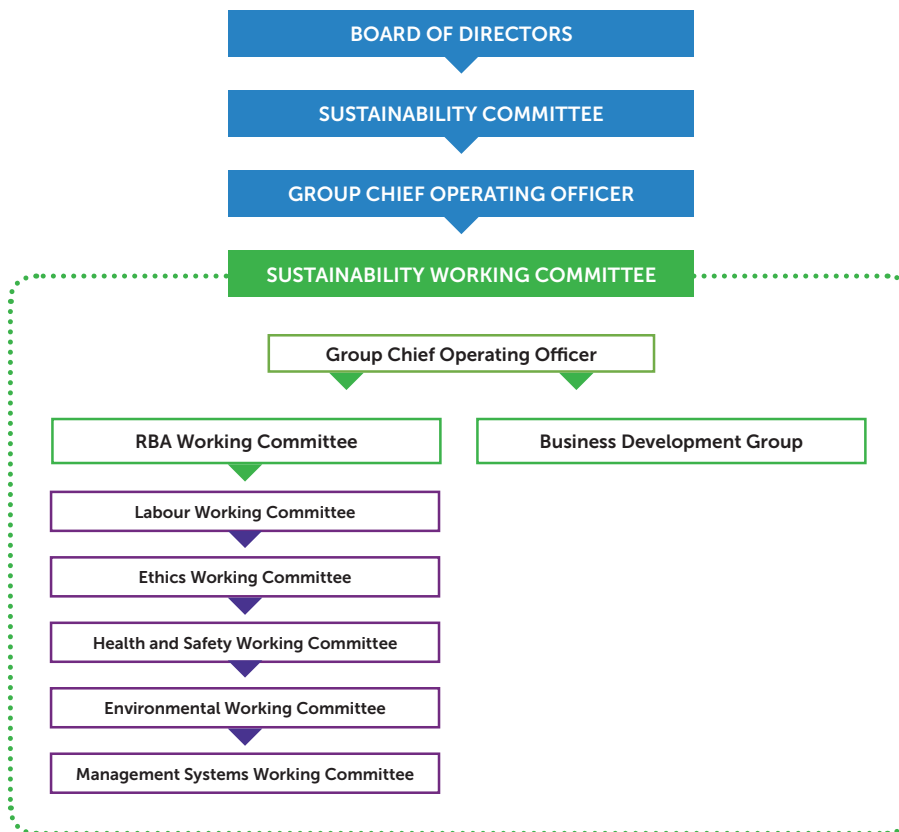 BOARD OF DIRECTORS
SUSTAINABILITY COMMITTEE
GROUP CHIEF OPERATING OFFICER
SUSTAINABILITY WORKING COMMITTEE
Group Chief Operating Officer
RBA Working Committee
Business Development Group
Labour Working Committee
Ethics Working Committee
Health and Safety Working Committee
Environmental Working Committee
Management Systems Working Committee